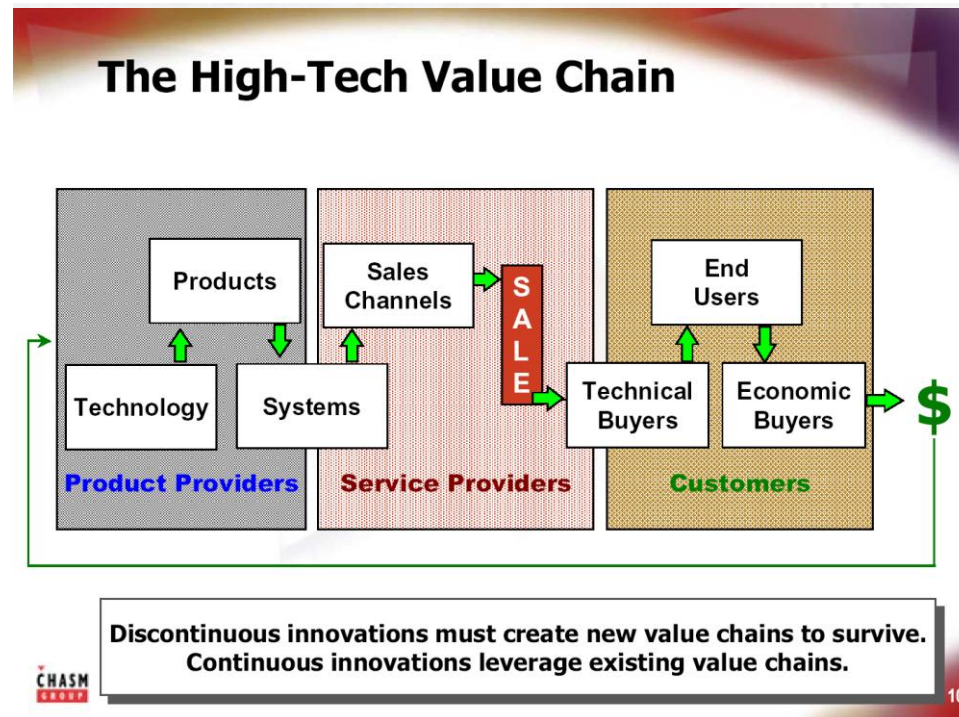 The High-Tech Value Chain
Products
Technology
Systems
Product Providers
Sales
Channels
S
A
L
E
Service Providers
Technical
Buyers
End
Users
Economic
Buyers
$
Customers
Discontinuous innovations must create new value chains to survive.
Continuous innovations leverage existing value chains.
CHASM
GROUP